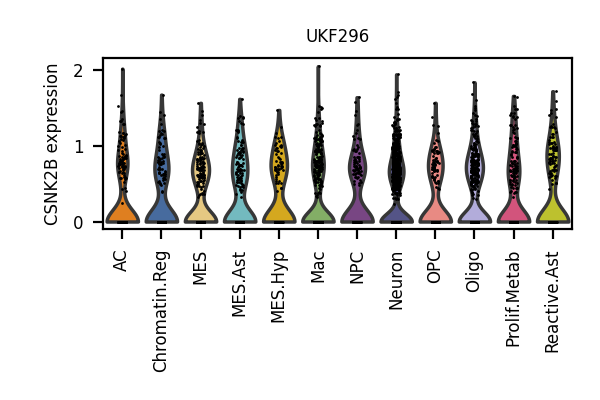 UKF296
CSNK2B expression
2
1
0
AC
Chromatin.Reg
MES
MES.Ast
MES.Hyp
Mac
NPC
Neuron
OPC
Oligo
Prolif.Metab
Reactive.Ast